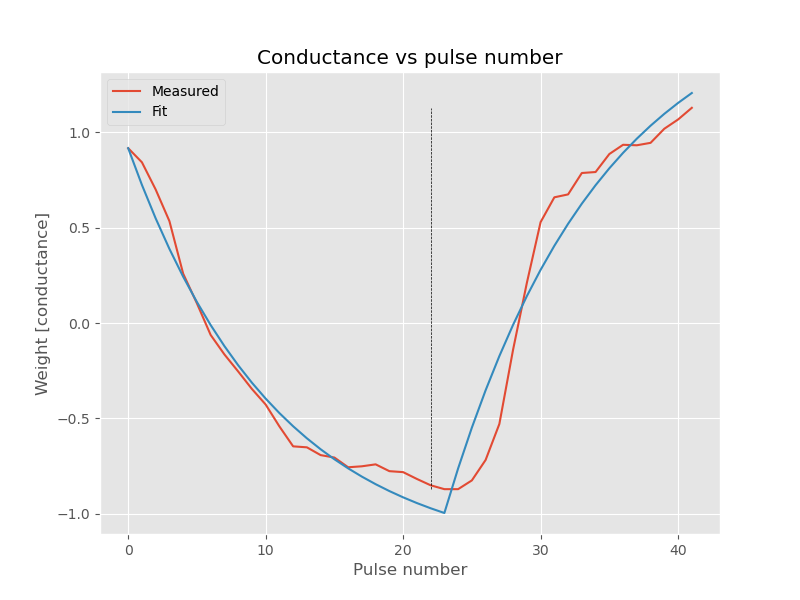 Conductance vs pulse number
Measured
Fit
1.0
0.5
0.0
−0.5
−1.0
Weight [conductance]
0 10 20 30 40
Pulse number